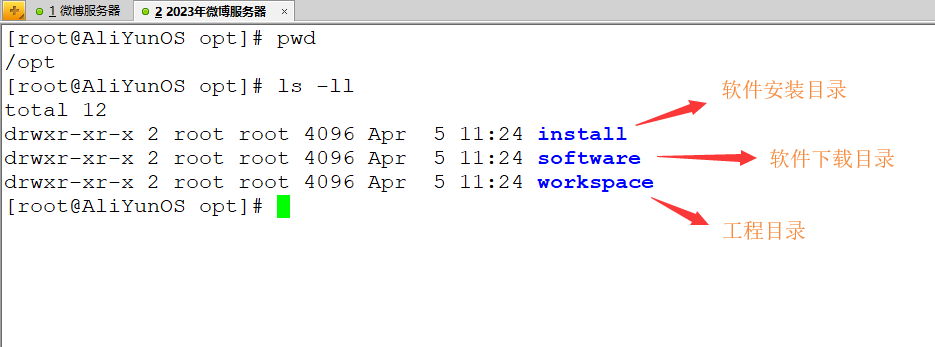 1 微博服务器 2 2023年微博服务器 ×
[root@AliYunOS opt]# pwd
/opt
[root@AliYunOS opt]# ls -ll
total 12
drwxr-xr-x 2 root root 4096 Apr  5 11:24 install 软件安装目录
drwxr-xr-x 2 root root 4096 Apr  5 11:24 software 软件下载目录
drwxr-xr-x 2 root root 4096 Apr  5 11:24 workspace 工程目录
[root@AliYunOS opt]#